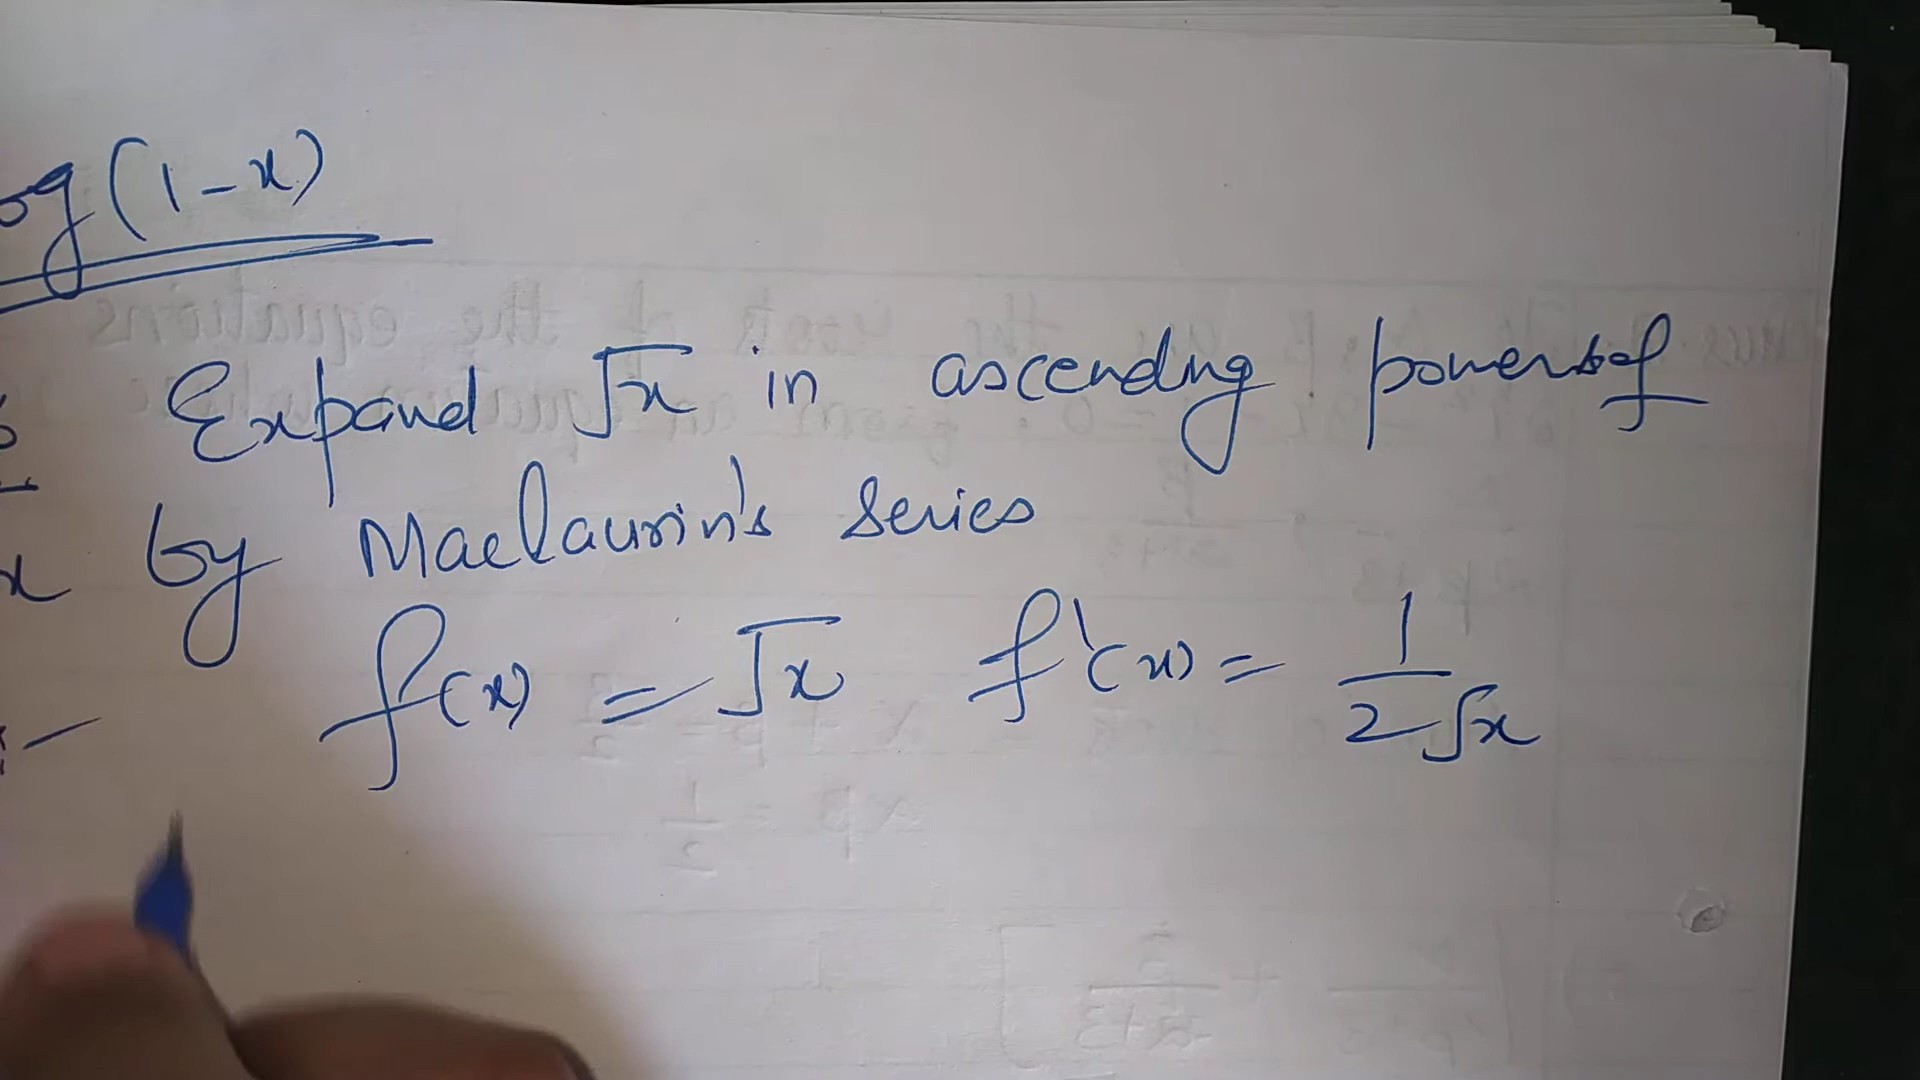 og (1-x)
Expand √x in ascending powers of
x by Maclaurin's series
f(x) = √x f'(x) = 1/2√x